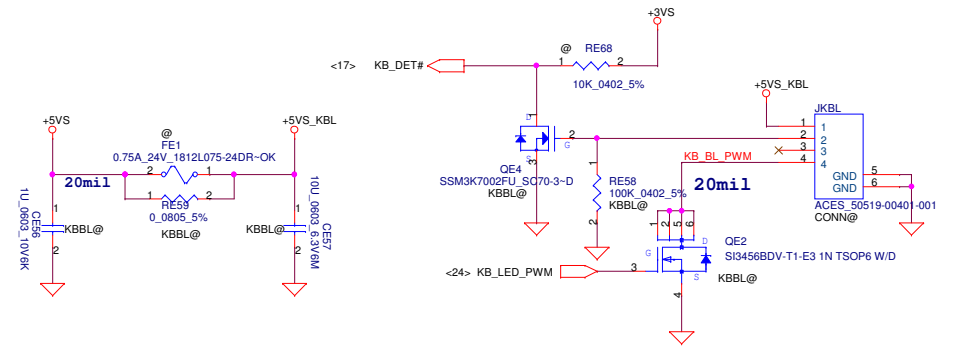 +3VS
@
RE68
<17>
KB_DET#
1
2
10K_0402_5%
+5VS_KBL
JKBL
+5VS
+5VS_KBL
1
D
@
FE1
0.75A_24V_1812L075-24DR~OK
2
G
1
2
3
4
1
2
3
4
KB_BL_PWM
S
3
QE4
SSM3K7002FU_SC70-3~D
KBBL@
2
1
20mil
RE59
0_0805_5%
KBBL@
1
RE58
100K_0402_5%
KBBL@
2
20mil
GND
GND
5
6
ACES_50519-00401-001
CONN@
1
2
CE56
1U_0603_10V6K
KBBL@
1
2
CE57
10U_0603_6.3V6M
KBBL@
1
2
5
6
D
QE2
SI3456BDV-T1-E3 1N TSOP6 W/D
G
S
<24>
KB_LED_PWM
3
KBBL@
4